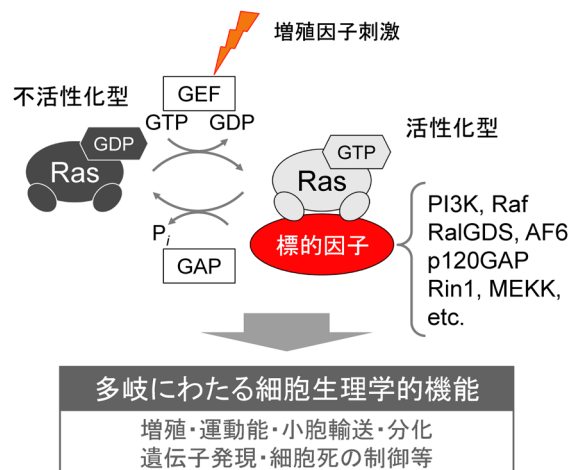 増殖因子刺激
不活性化型
GEF
GTP GDP
活性化型
GDP
Ras
GTP
Ras
Pi
GAP
標的因子
PI3K, Raf
RalGDS, AF6
p120GAP
Rin1, MEKK,
etc.
多岐にわたる細胞生理学的機能
増殖・運動能・小胞輸送・分化
遺伝子発現・細胞死の制御等